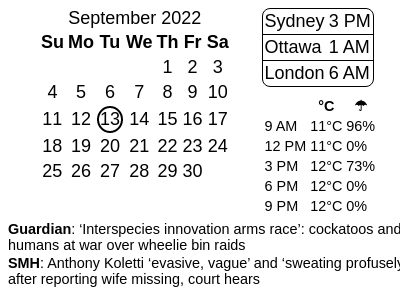 September 2022
Su Mo Tu We Th Fr Sa
1 2 3
4 5 6 7 8 9 10
11 12 13 14 15 16 17
18 19 20 21 22 23 24
25 26 27 28 29 30
Sydney 3 PM
Ottawa 1 AM
London 6 AM
°C ☂
9 AM 11°C 96%
12 PM 11°C 0%
3 PM 12°C 73%
6 PM 12°C 0%
9 PM 12°C 0%
Guardian: ‘Interspecies innovation arms race’: cockatoos and
humans at war over wheelie bin raids
SMH: Anthony Koletti ‘evasive, vague’ and ‘sweating profusely
after reporting wife missing, court hears